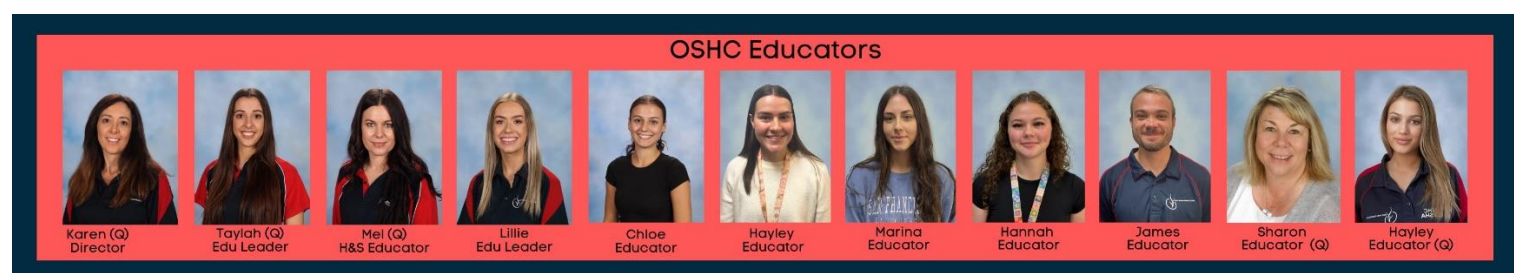 OSHC Educators
Karen (Q)
Director
Taylah (Q)
Edu Leader
Mel (Q)
H&S Educator
Lillie
Edu Leader
Chloe
Educator
Hayley
Educator
Marina
Educator
Hannah
Educator
James
Educator
Sharon
Educator (Q)
Hayley
Educator (Q)